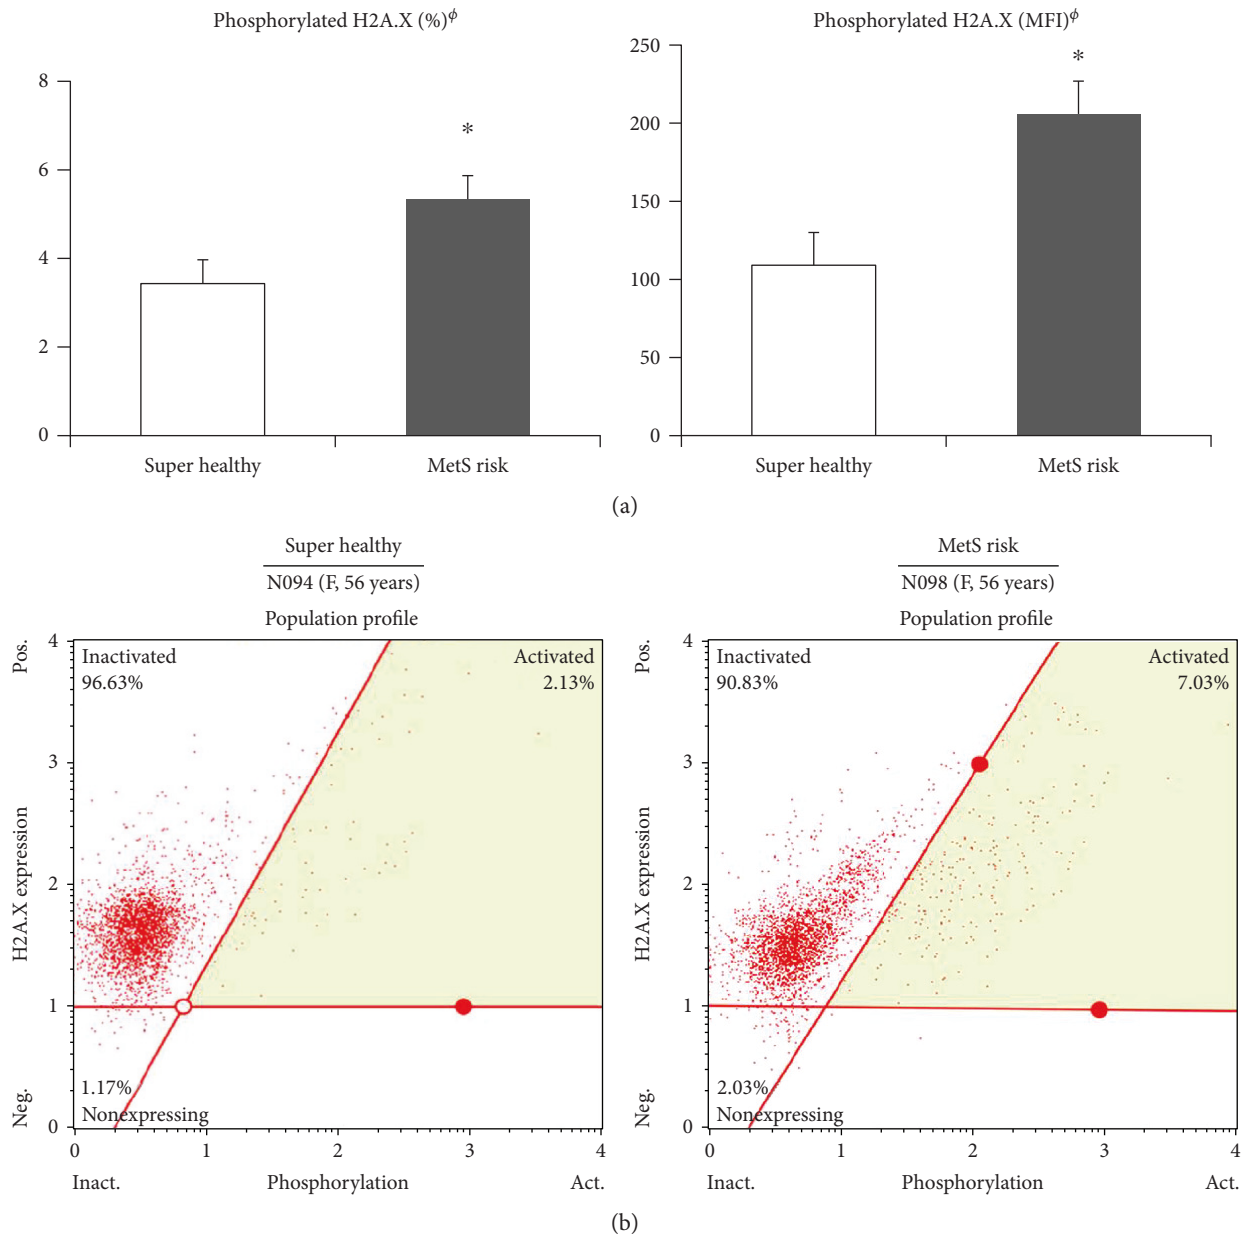 Phosphorylated H2A.X (%)ϕ
8
6
4
2
0
*
Super healthy
MetS risk
Phosphorylated H2A.X (MFI)ϕ
250
200
150
100
50
0
*
Super healthy
MetS risk
(a)
Super healthy
N094 (F, 56 years)
Population profile
Inactivated
96.63%
Activated
2.13%
1.17%
Nonexpressing
Pos.
H2A.X expression
Neg.
4
3
2
1
0
0 1 2 3 4
Inact. Phosphorylation Act.
MetS risk
N098 (F, 56 years)
Population profile
Inactivated
90.83%
Activated
7.03%
2.03%
Nonexpressing
Pos.
H2A.X expression
Neg.
4
3
2
1
0
0 1 2 3 4
Inact. Phosphorylation Act.
(b)